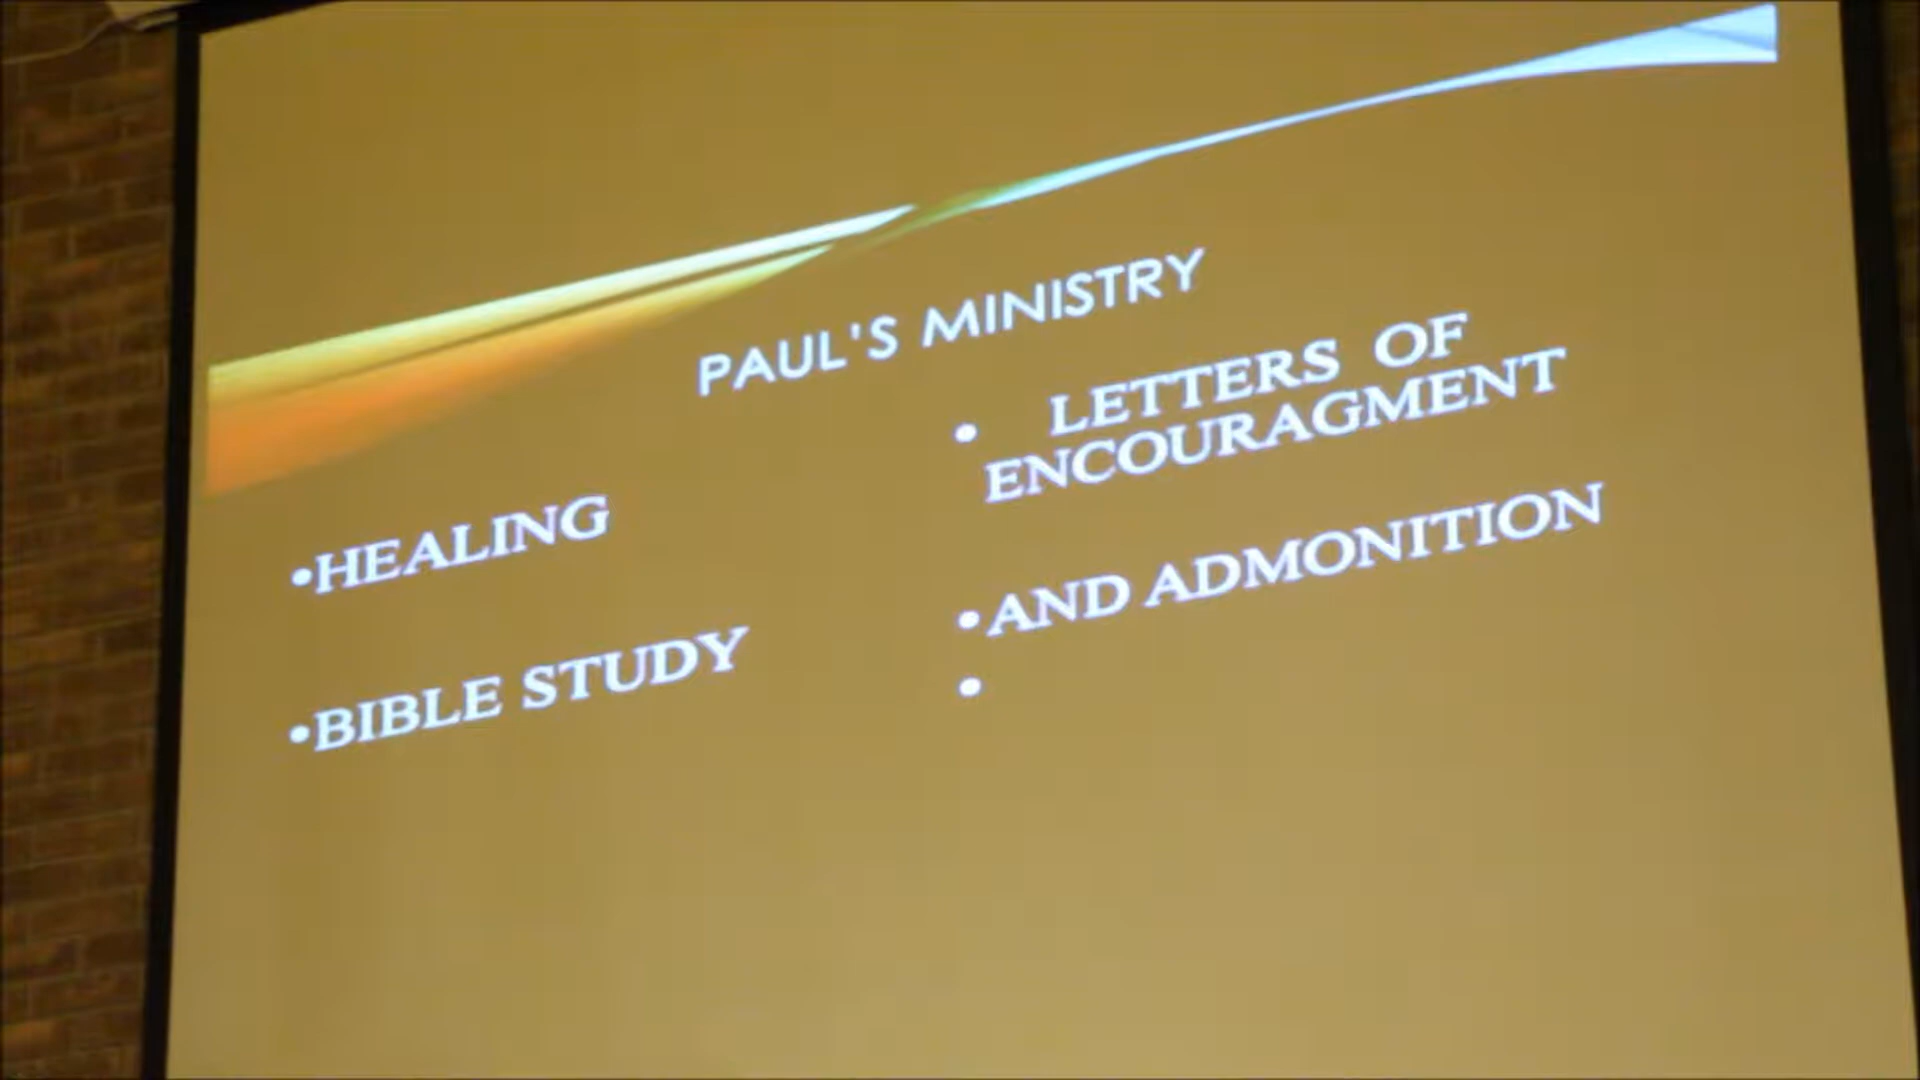 PAUL'S MINISTRY
•HEALING
•BIBLE STUDY
• LETTERS OF
ENCOURAGMENT
•AND ADMONITION
•